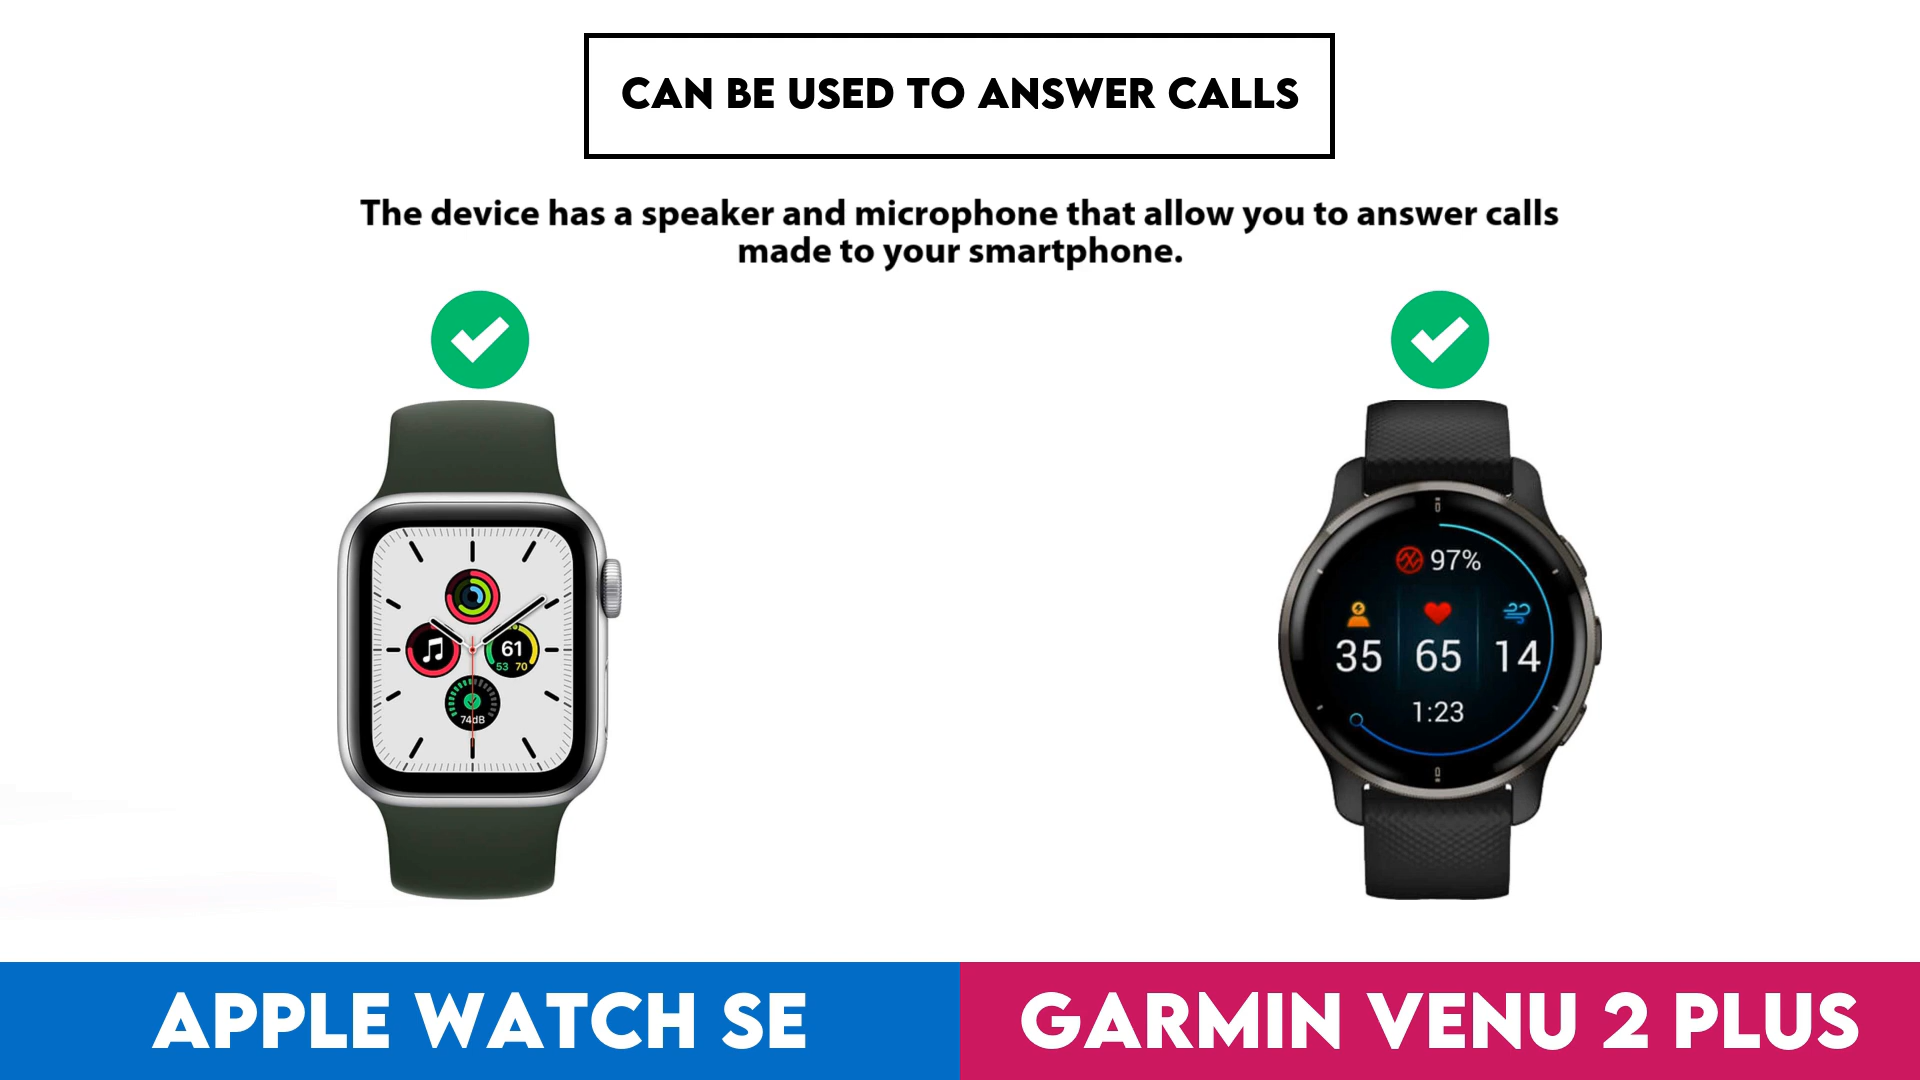 CAN BE USED TO ANSWER CALLS
The device has a speaker and microphone that allow you to answer calls
made to your smartphone.
61
53 70
74dB
97%
35 65 14
1:23
APPLE WATCH SE
GARMIN VENU 2 PLUS